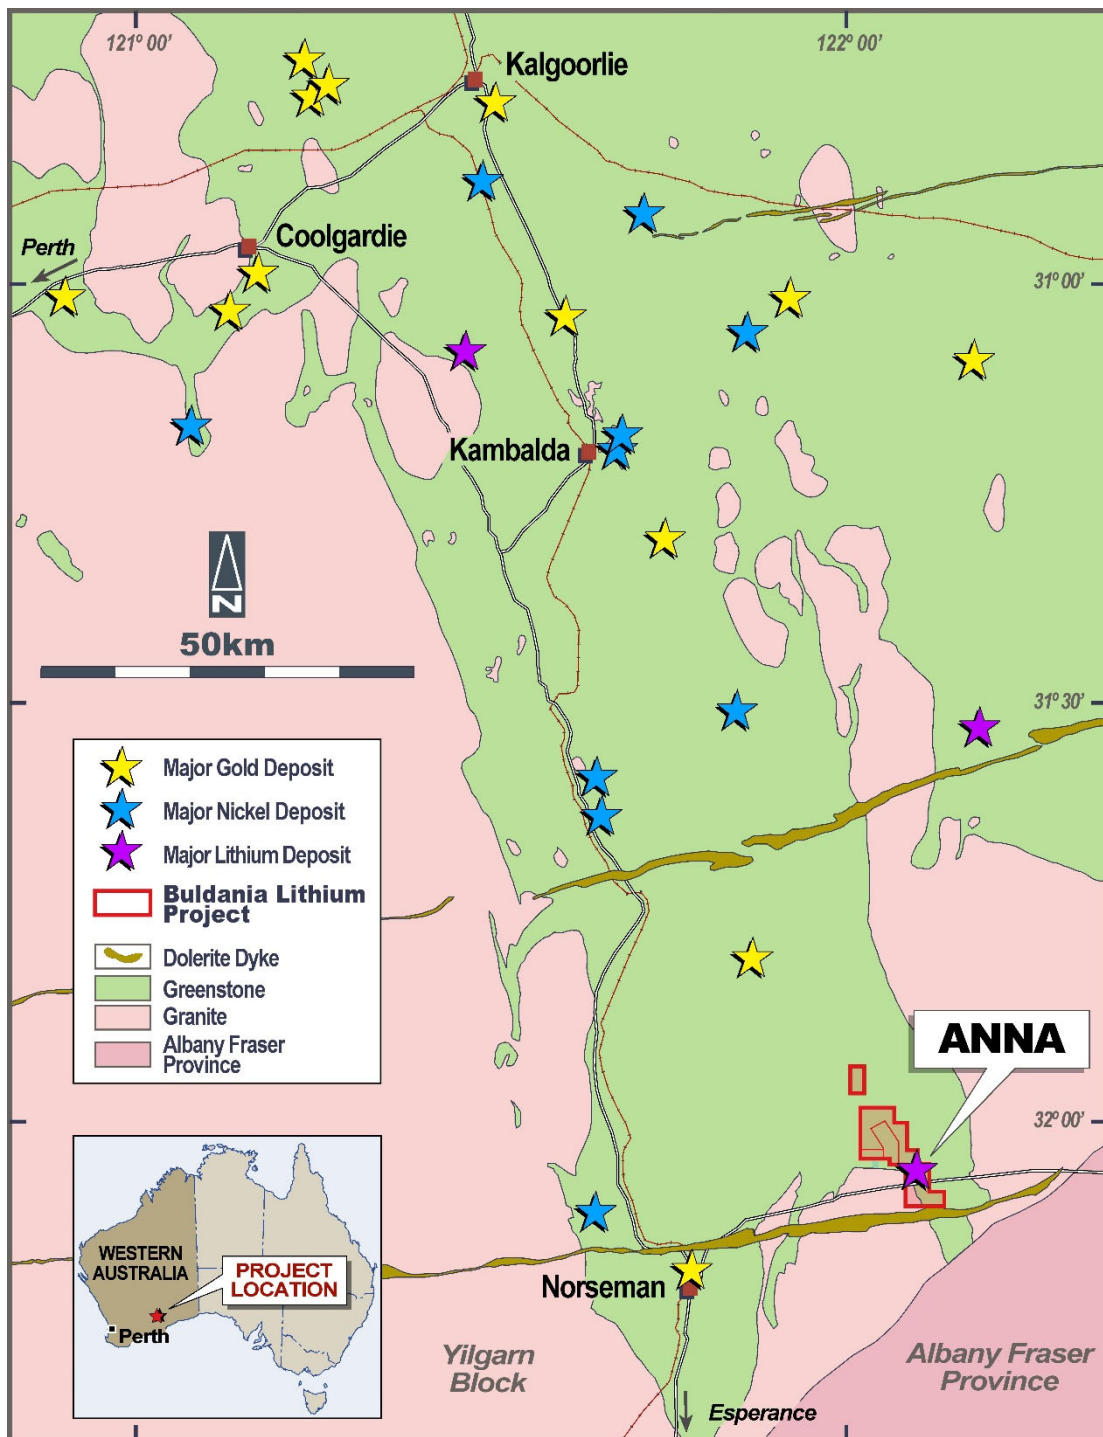 121° 00'
122° 00'
Kalgoorlie
Coolgardie
Perth
31° 00'
Kambalda
N
50km
31° 30'
Major Gold Deposit
Major Nickel Deposit
Major Lithium Deposit
Buldania Lithium
Project
Dolerite Dyke
Greenstone
Granite
Albany Fraser
Province
ANNA
32° 00'
WESTERN
AUSTRALIA
PROJECT
LOCATION
Perth
Norseman
Yilgarn
Block
Albany Fraser
Province
Esperance